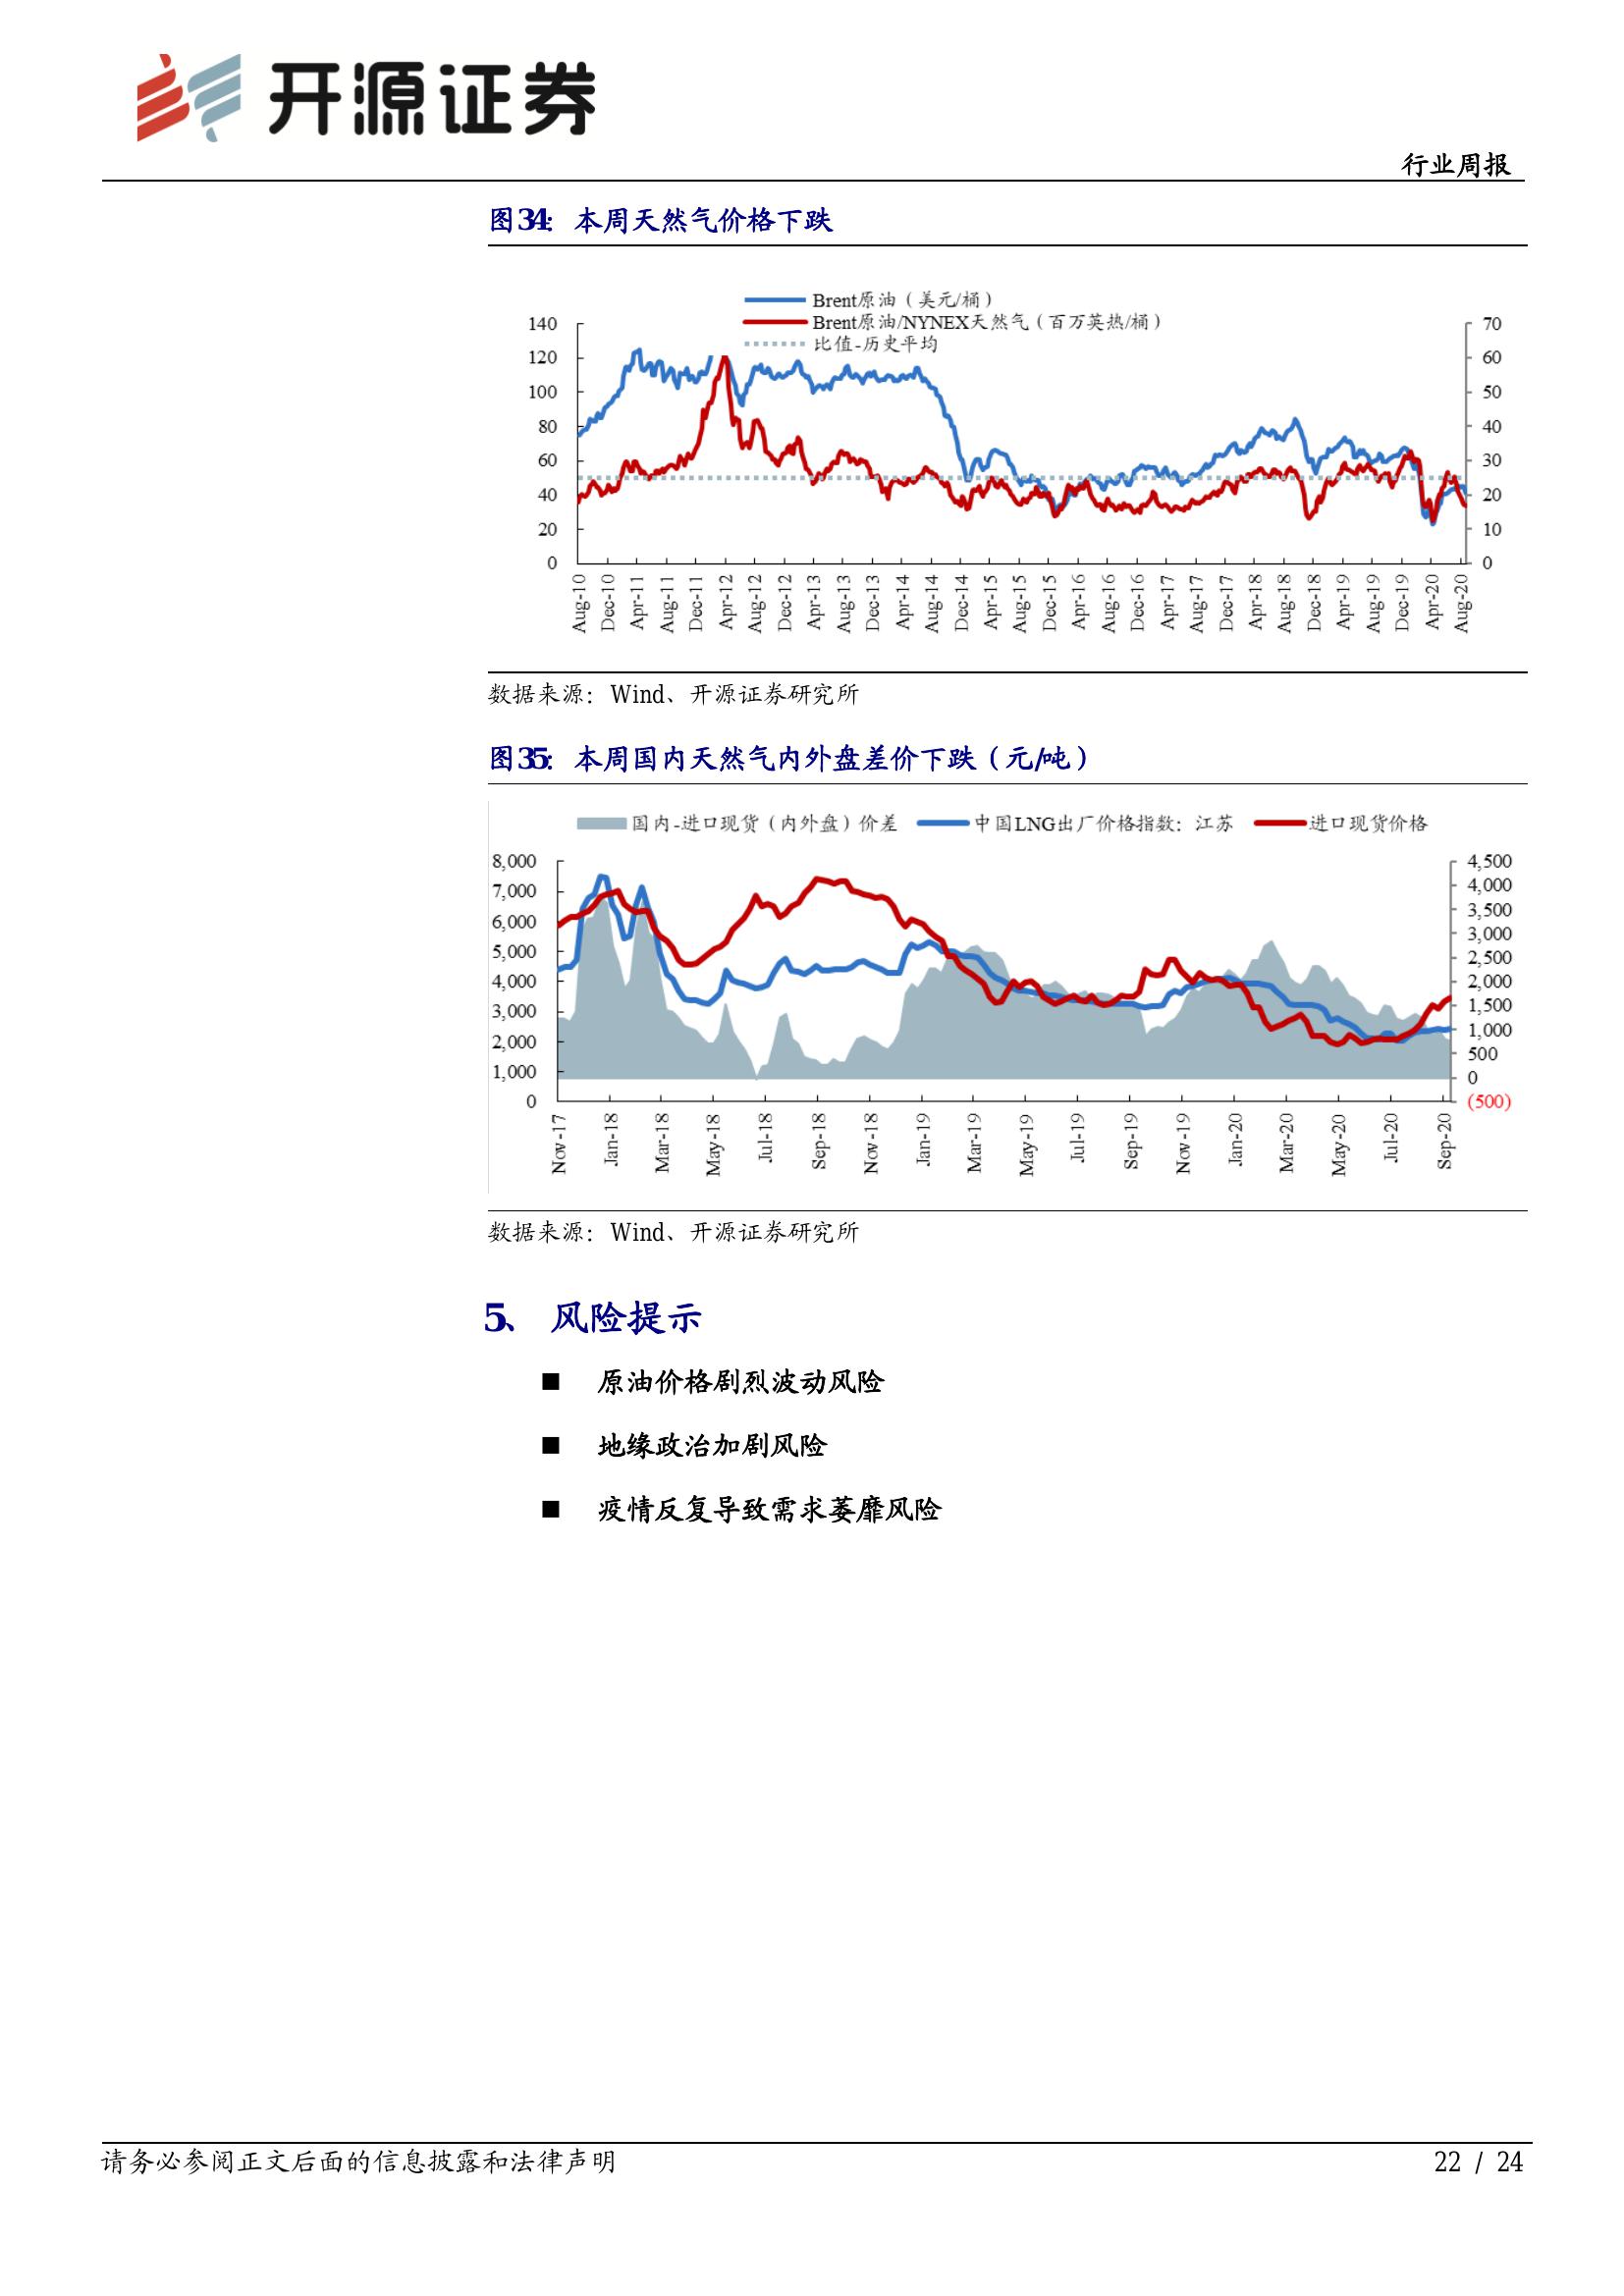 开源证券
行业周报
图34: 本周天然气价格下跌
Brent原油（美元/桶）
Brent原油/NYNEX天然气（百万英热/桶）
比值-历史平均
140
120
100
80
60
40
20
0
70
60
50
40
30
20
10
0
Aug-10
Dec-10
Apr-11
Aug-11
Dec-11
Apr-12
Aug-12
Dec-12
Apr-13
Aug-13
Dec-13
Apr-14
Aug-14
Dec-14
Apr-15
Aug-15
Dec-15
Apr-16
Aug-16
Dec-16
Apr-17
Aug-17
Dec-17
Apr-18
Aug-18
Dec-18
Apr-19
Aug-19
Dec-19
Apr-20
Aug-20
数据来源：Wind、开源证券研究所
图35: 本周国内天然气内外盘差价下跌（元/吨）
国内-进口现货（内外盘）价差 中国LNG出厂价格指数：江苏 进口现货价格
8,000
7,000
6,000
5,000
4,000
3,000
2,000
1,000
0
4,500
4,000
3,500
3,000
2,500
2,000
1,500
1,000
500
0
(500)
Nov-17
Jan-18
Mar-18
May-18
Jul-18
Sep-18
Nov-18
Jan-19
Mar-19
May-19
Jul-19
Sep-19
Nov-19
Jan-20
Mar-20
May-20
Jul-20
Sep-20
数据来源：Wind、开源证券研究所
5、 风险提示
■ 原油价格剧烈波动风险
■ 地缘政治加剧风险
■ 疫情反复导致需求萎靡风险
请务必参阅正文后面的信息披露和法律声明
22 / 24